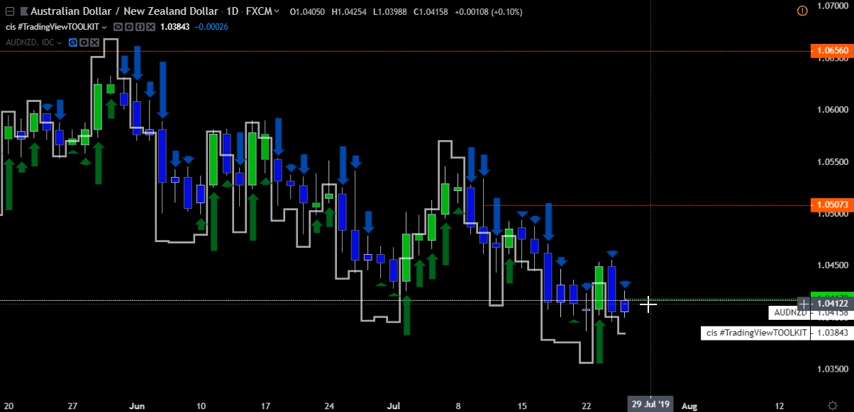 Australian Dollar / New Zealand Dollar · 1D · FXCM O1.04050 H1.04254 L1.03988 C1.04158 +0.00108 (+0.10%)
cis #TradingViewTOOLKIT 1.03843 −0.00026
AUDNZD, IDC
1.07000
1.06560
1.06000
1.05500
1.05073
1.05000
1.04500
1.04122
AUDNZD 1.04158
cis #TradingViewTOOLKIT 1.03843
1.03500
20 27 Jun 10 17 24 Jul 8 15 22 29 Jul '19 Aug 12